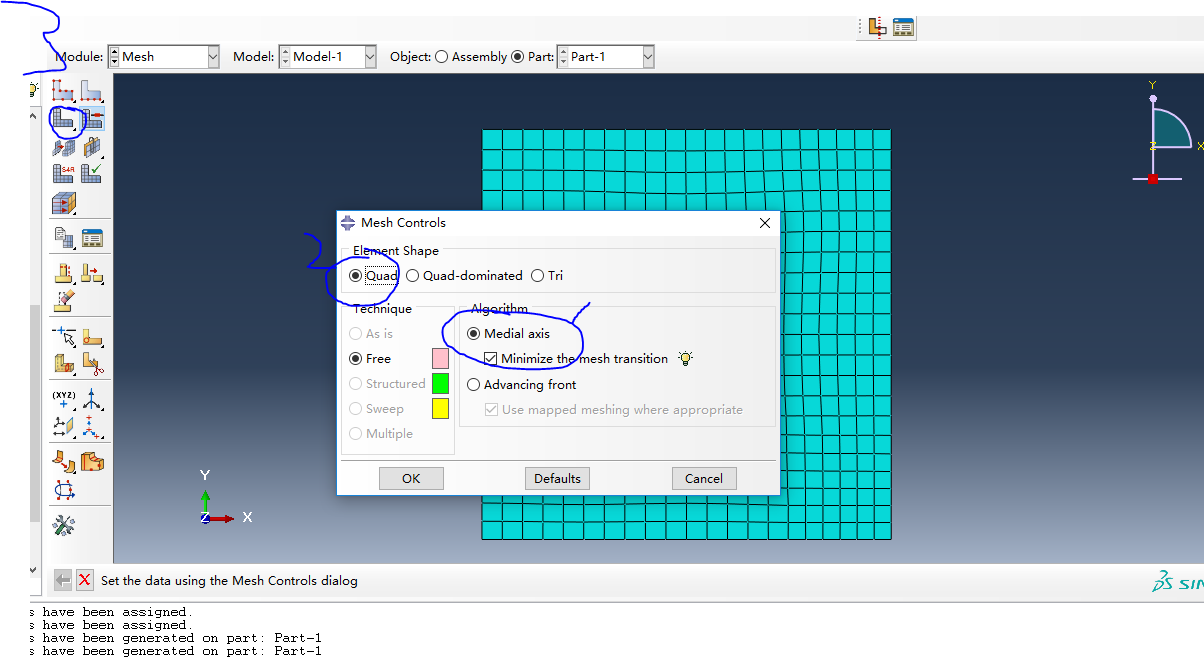 Module: Mesh Model: Model-1 Object: Assembly Part: Part-1
Y
Z
X
S4R
Mesh Controls
Element Shape
2
Quad Quad-dominated Tri
Technique
Algorithm
As is
Medial axis
Free
Minimize the mesh transition
Structured
Advancing front
Sweep
Use mapped meshing where appropriate
Multiple
(XYZ)
OK Defaults Cancel
Y
Z
X
Set the data using the Mesh Controls dialog
s have been assigned.
s have been assigned.
s have been generated on part: Part-1
s have been generated on part: Part-1